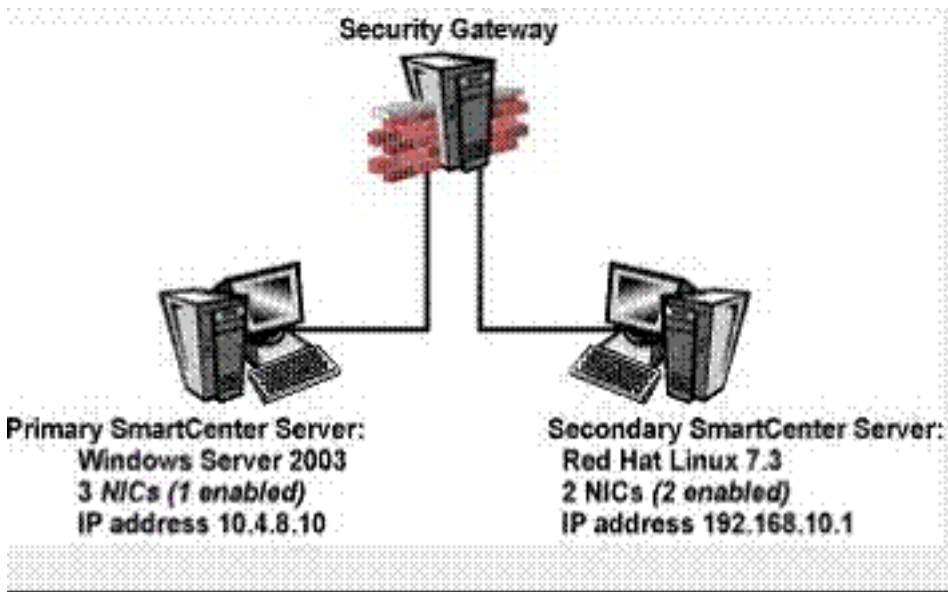 Security Gateway
Primary SmartCenter Server:
Windows Server 2003
3 NICs (1 enabled)
IP address 10.4.8.10
Secondary SmartCenter Server:
Red Hat Linux 7.3
2 NICs (2 enabled)
IP address 192.168.10.1